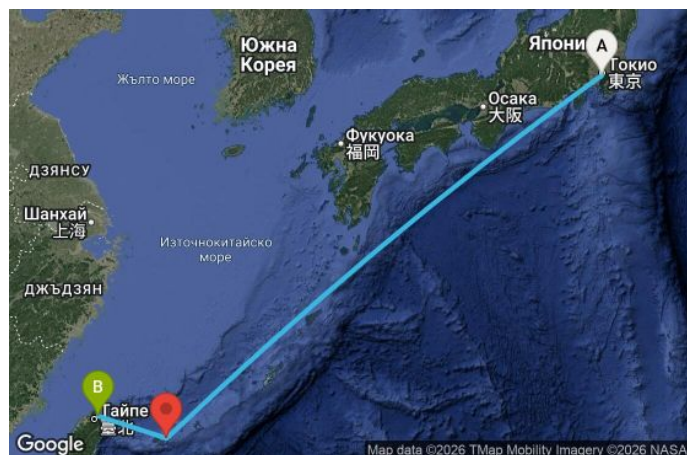 Южна
Корея
Япони
A
Токио
東京
Жълто море
Осака
大阪
Фукуока
福岡
ДЗЯНСУ
Шанхай
上海
Източнокитайско
море
ДЖЪДЗЯН
B
Тайпе
臺北
Google
Map data ©2026 TMap Mobility Imagery ©2026 NASA